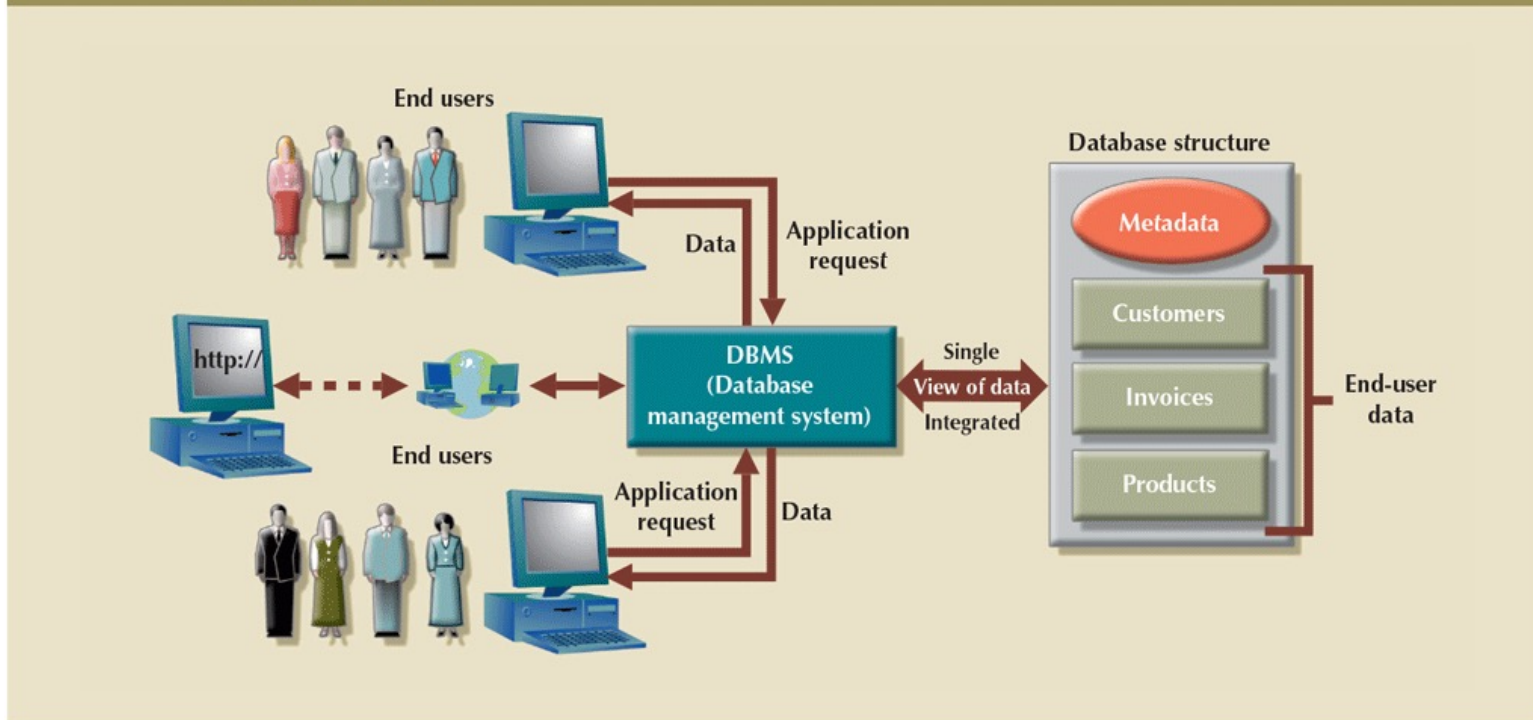 End users
Database structure
Metadata
Data
Application
request
Customers
http://
DBMS
(Database
management system)
Single
View of data
Integrated
Invoices
End-user
data
End users
Products
Application
request
Data